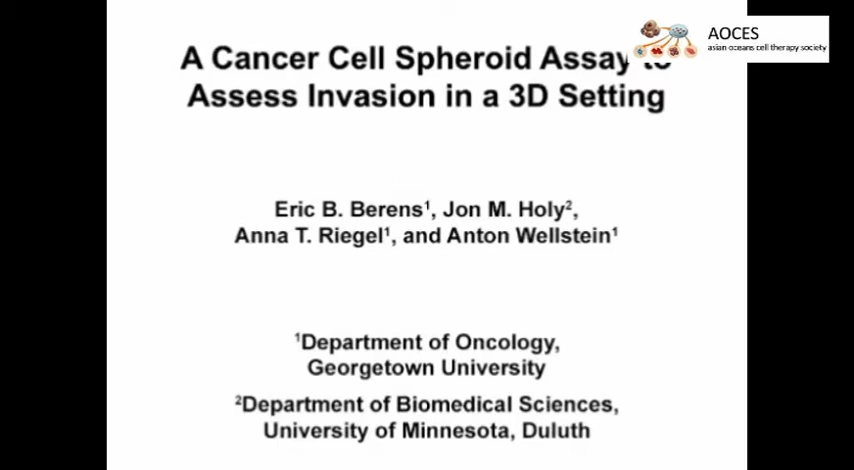 A Cancer Cell Spheroid Assay to
Assess Invasion in a 3D Setting
AOCES
asian oceans cell therapy society
Eric B. Berens¹, Jon M. Holy²,
Anna T. Riegel¹, and Anton Wellstein¹
¹Department of Oncology,
Georgetown University
²Department of Biomedical Sciences,
University of Minnesota, Duluth